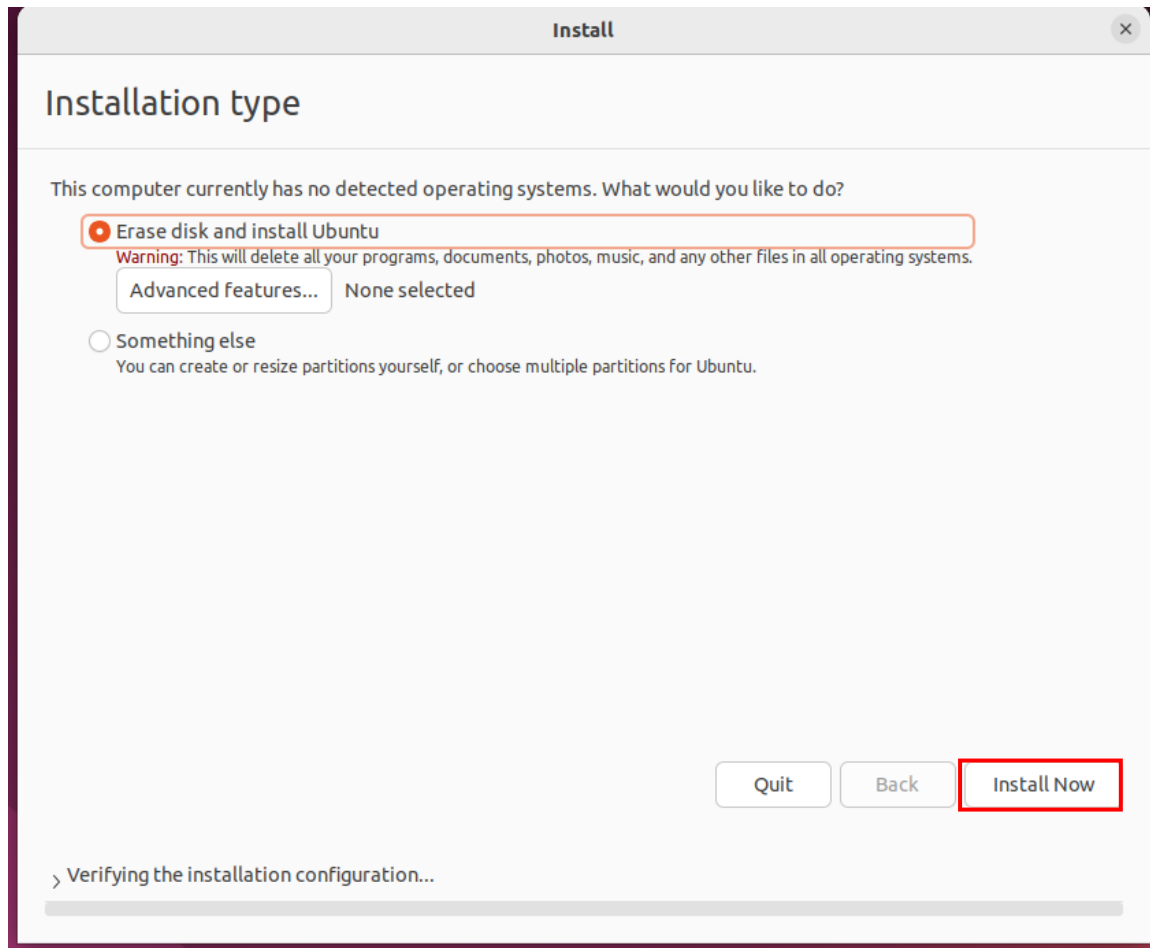 Install
Installation type
This computer currently has no detected operating systems. What would you like to do?
Erase disk and install Ubuntu
Warning: This will delete all your programs, documents, photos, music, and any other files in all operating systems.
Advanced features... None selected
Something else
You can create or resize partitions yourself, or choose multiple partitions for Ubuntu.
Quit Back Install Now
Verifying the installation configuration...